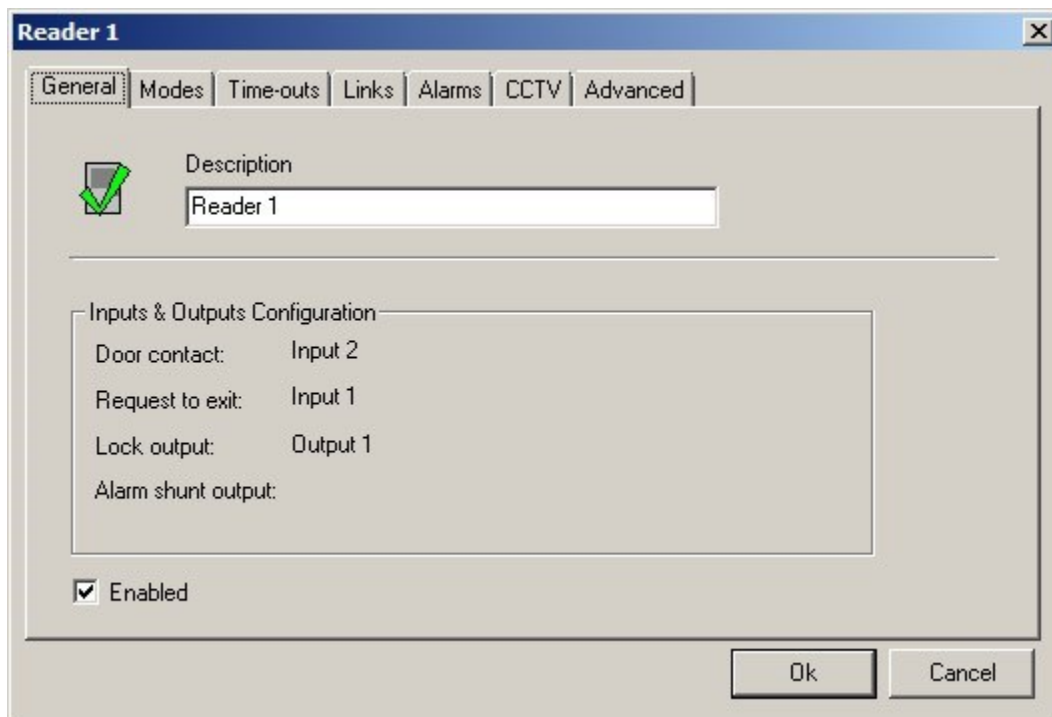 Reader 1
General Modes Time-outs Links Alarms CCTV Advanced
Description
Reader 1
Inputs & Outputs Configuration
Door contact: Input 2
Request to exit: Input 1
Lock output: Output 1
Alarm shunt output:
Enabled
Ok Cancel